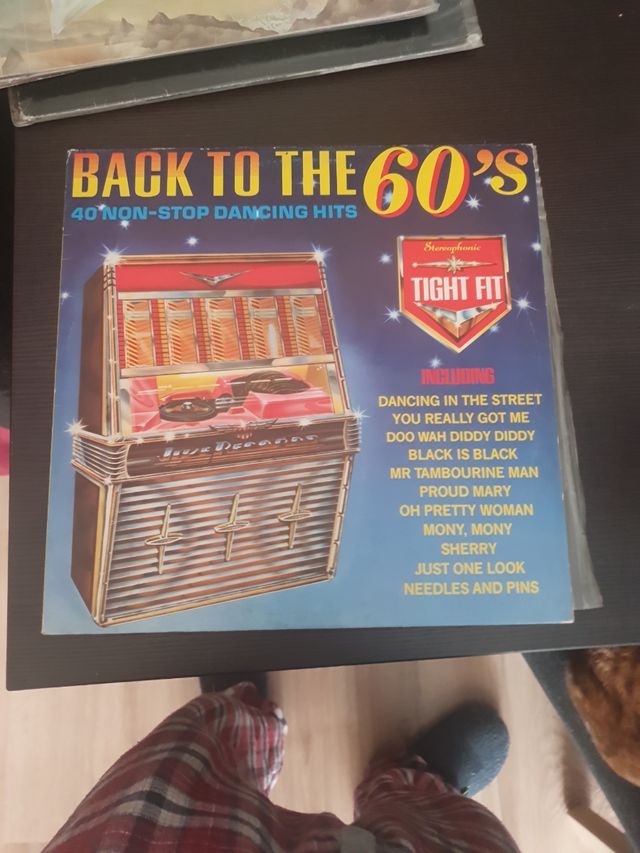 BACK TO THE 60'S
40 NON-STOP DANCING HITS
Stereophonic
TIGHT FIT
INCLUDING
DANCING IN THE STREET
YOU REALLY GOT ME
DOO WAH DIDDY DIDDY
BLACK IS BLACK
MR TAMBOURINE MAN
PROUD MARY
OH PRETTY WOMAN
MONY, MONY
SHERRY
JUST ONE LOOK
NEEDLES AND PINS
Jive Records